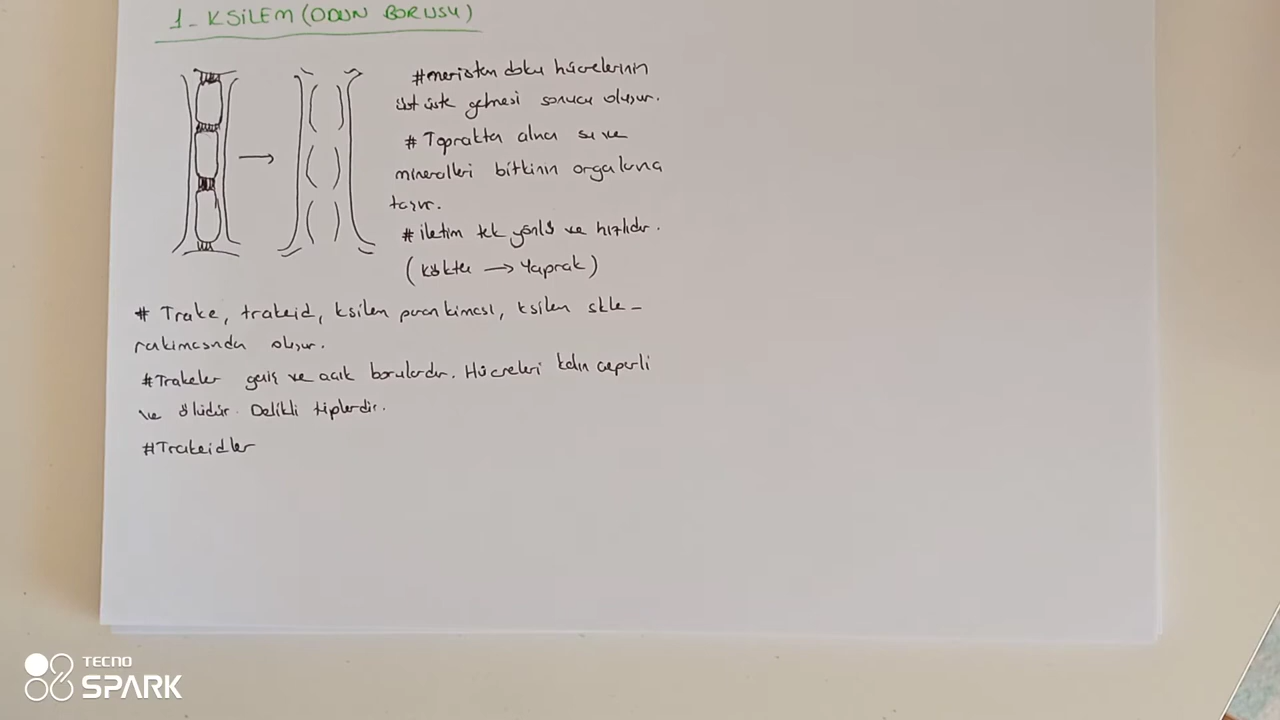 1- KSİLEM (ODUN BORUSU)
#meristem doku hücrelerinin
üst üste gelmesi sonucu oluşur.
# Topraktan alınan su ve
mineralleri bitkinin organlarına
taşır.
# iletim tek yönlü ve hızlıdır.
(Kökten → Yaprak)
# Trake, trakeid, ksilem parankiması, ksilem skle-
rankimasından oluşur.
#Trakeler geniş ve açık borulardır. Hücreleri kalın çeperli
ve ölüdür. Delikli tiplerdir.
#Trakeidler
TECNO
SPARK